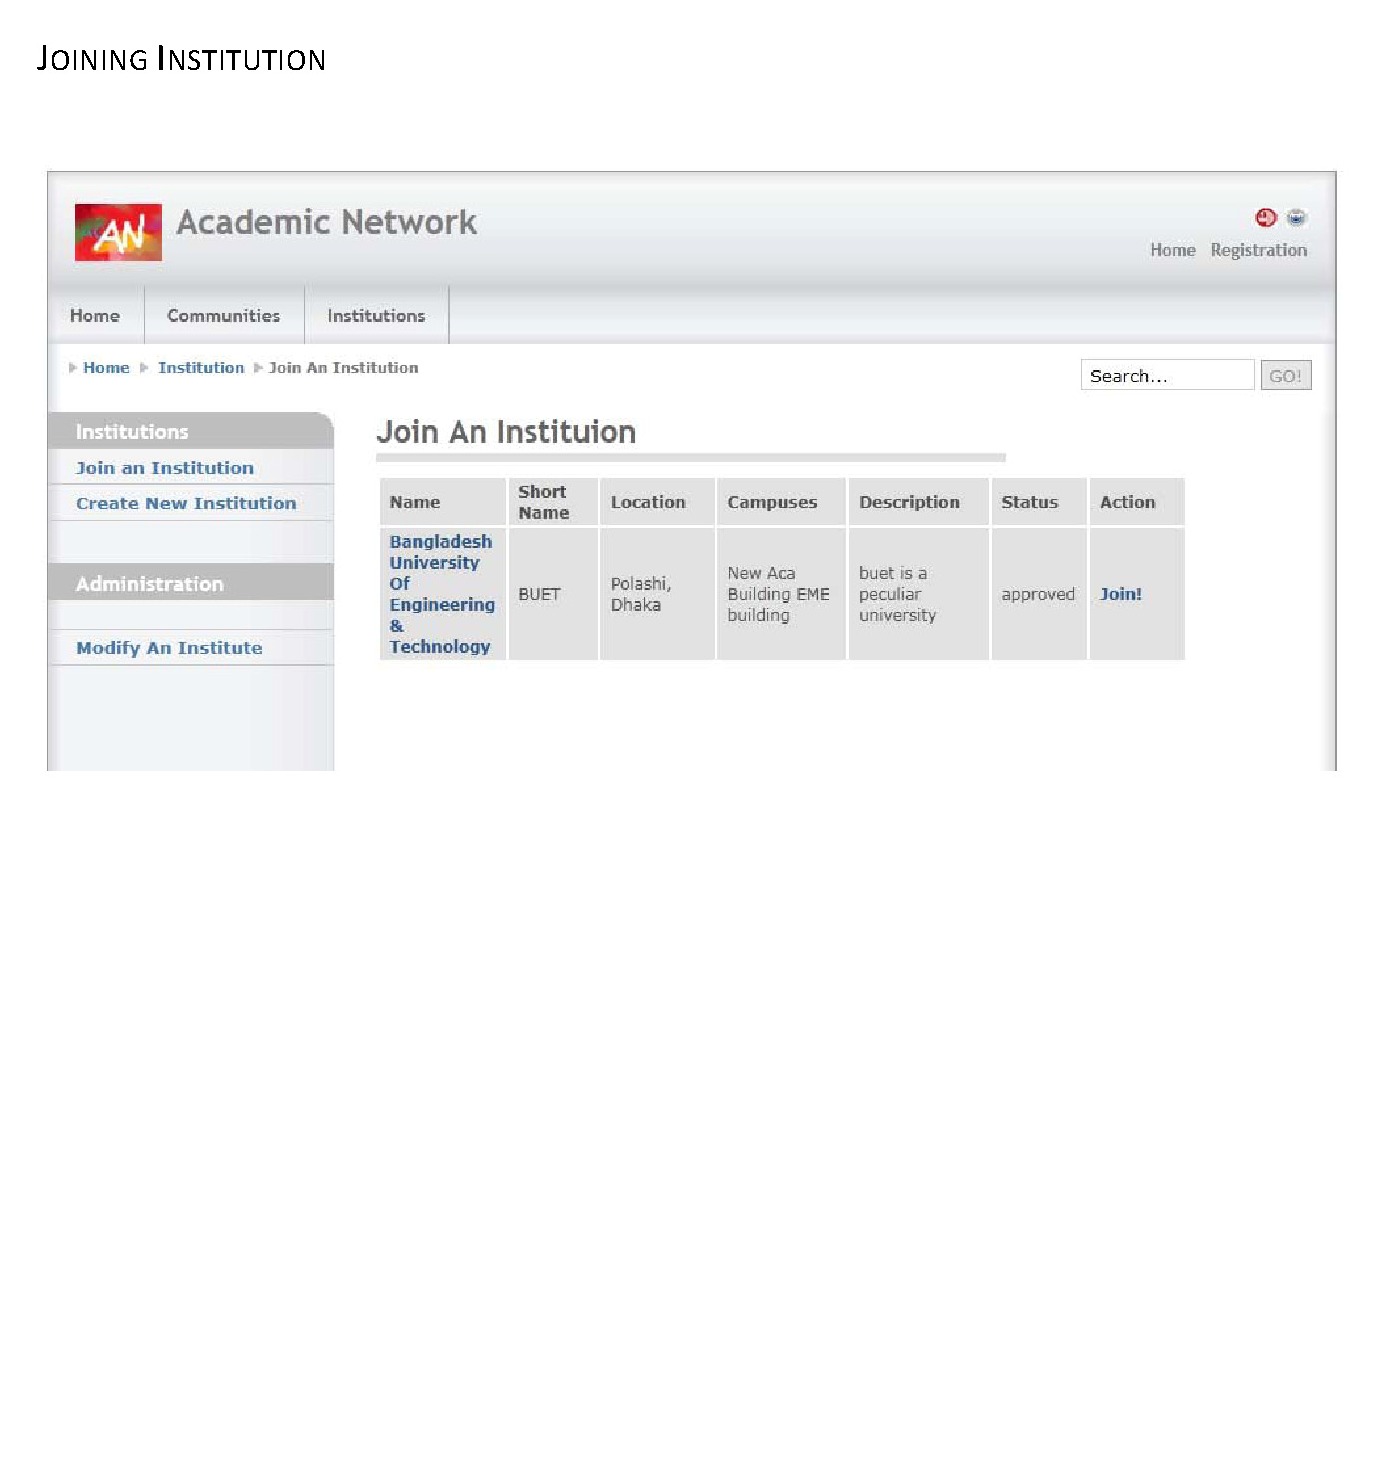 JOINING INSTITUTION
AN Academic Network
Home Registration
Home Communities Institutions
Home Institution Join An Institution
Search... GO!
Institutions
Join an Institution
Create New Institution
Administration
Modify An Institute
Join An Instituion
Name Short Name Location Campuses Description Status Action
Bangladesh
University
Of
Engineering
&
Technology
BUET
Polashi,
Dhaka
New Aca
Building EME
building
buet is a
peculiar
university
approved
Join!